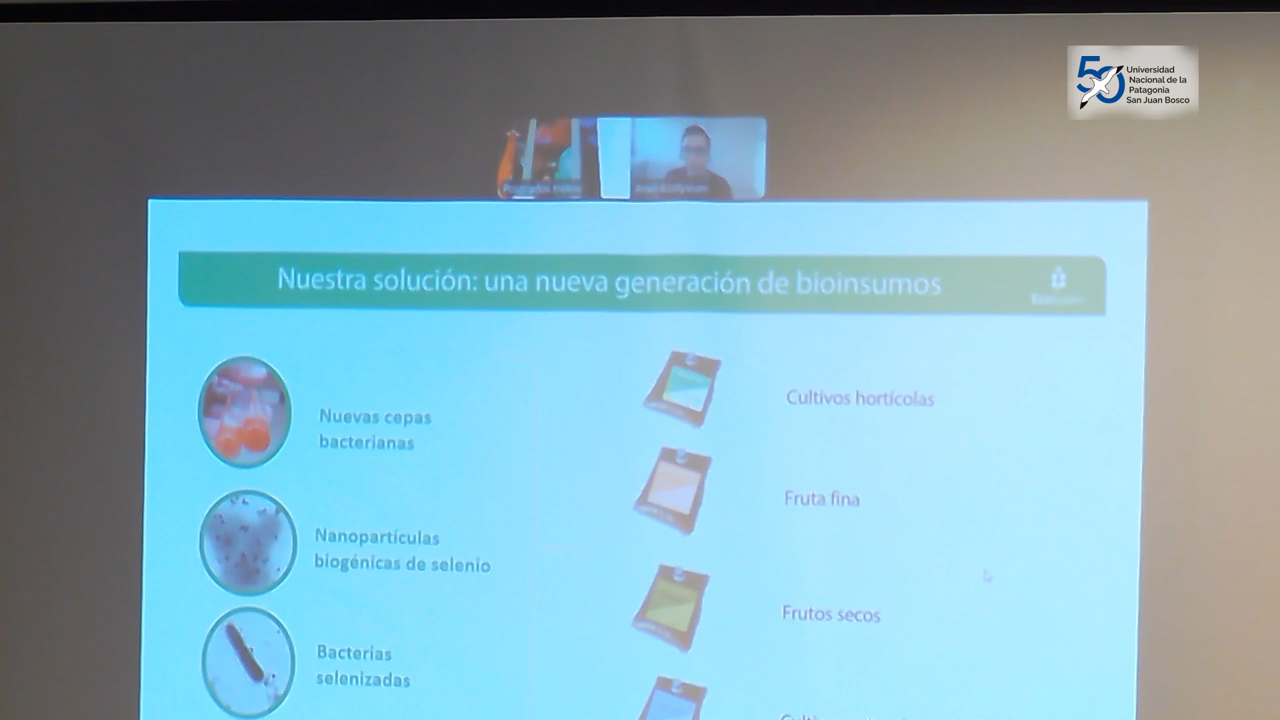 50
Universidad
Nacional de la
Patagonia
San Juan Bosco
Nuestra solución: una nueva generación de bioinsumos
Nuevas cepas
bacterianas
Nanopartículas
biogénicas de selenio
Bacterias
selenizadas
Cultivos hortícolas
Fruta fina
Frutos secos